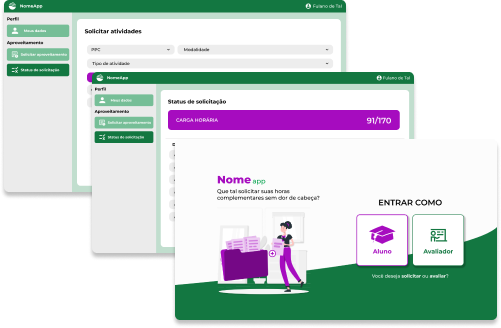 NomeApp
Fulano de Tal
Perfil
Meus dados
Aproveitamento
Solicitar aproveitamento
Status de solicitação
Solicitar atividades
PPC
Modalidade
Tipo de atividade
NomeApp
Fulano de Tal
Perfil
Meus dados
Aproveitamento
Solicitar aproveitamento
Status de solicitação
Status de solicitação
CARGA HORÁRIA
91/170
Nome app
Que tal solicitar suas horas
complementares sem dor de cabeça?
ENTRAR COMO
Aluno
Avaliador
Você deseja solicitar ou avaliar?